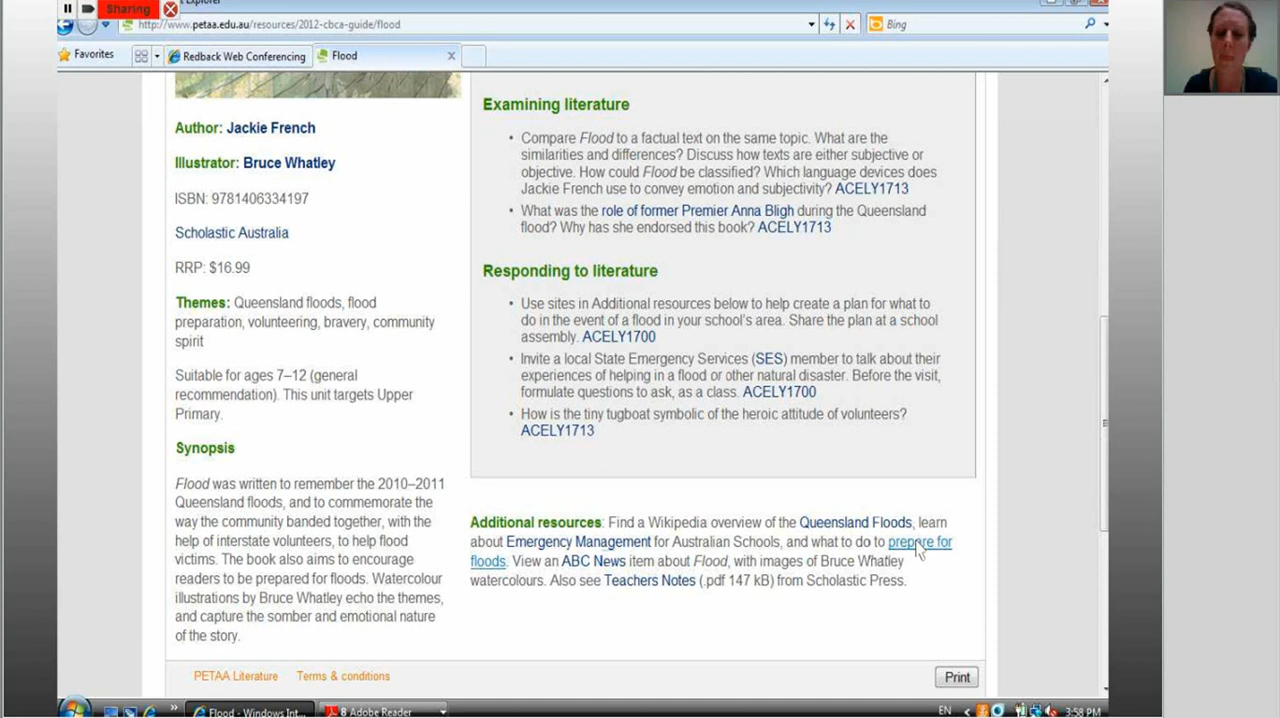 Sharing
t Explorer
http://www.petaa.edu.au/resources/2012-cbca-guide/flood
Bing
Favorites
Redback Web Conferencing
Flood
Author: Jackie French
Illustrator: Bruce Whatley
ISBN: 9781406334197
Scholastic Australia
RRP: $16.99
Themes: Queensland floods, flood
preparation, volunteering, bravery, community
spirit
Suitable for ages 7–12 (general
recommendation). This unit targets Upper
Primary.
Synopsis
Flood was written to remember the 2010–2011
Queensland floods, and to commemorate the
way the community banded together, with the
help of interstate volunteers, to help flood
victims. The book also aims to encourage
readers to be prepared for floods. Watercolour
illustrations by Bruce Whatley echo the themes,
and capture the somber and emotional nature
of the story.
Examining literature
• Compare Flood to a factual text on the same topic. What are the
similarities and differences? Discuss how texts are either subjective or
objective. How could Flood be classified? Which language devices does
Jackie French use to convey emotion and subjectivity? ACELY1713
• What was the role of former Premier Anna Bligh during the Queensland
flood? Why has she endorsed this book? ACELY1713
Responding to literature
• Use sites in Additional resources below to help create a plan for what to
do in the event of a flood in your school's area. Share the plan at a school
assembly. ACELY1700
• Invite a local State Emergency Services (SES) member to talk about their
experiences of helping in a flood or other natural disaster. Before the visit,
formulate questions to ask, as a class. ACELY1700
• How is the tiny tugboat symbolic of the heroic attitude of volunteers?
ACELY1713
Additional resources: Find a Wikipedia overview of the Queensland Floods, learn
about Emergency Management for Australian Schools, and what to do to prepare for
floods. View an ABC News item about Flood, with images of Bruce Whatley
watercolours. Also see Teachers Notes (.pdf 147 kB) from Scholastic Press.
PETAA Literature
Terms & conditions
Print
Flood - Windows Int...
8 Adobe Reader
EN
3:58 PM